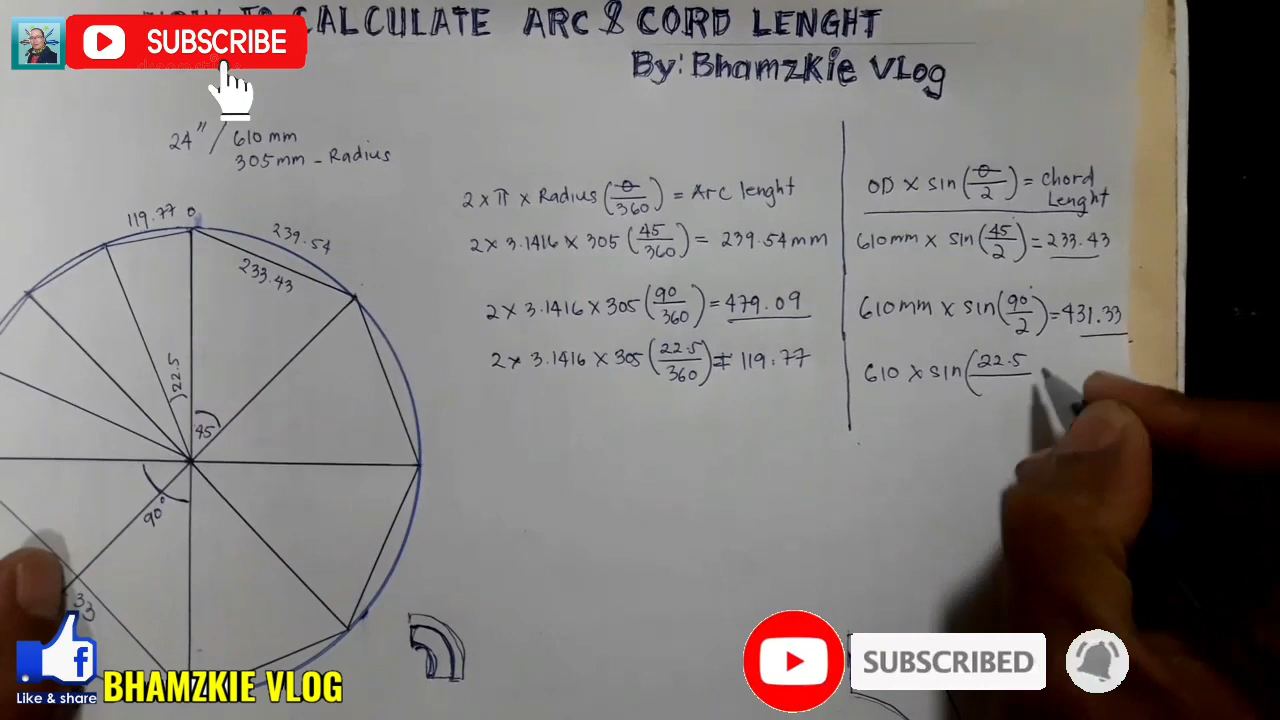 CALCULATE ARC & CORD LENGHT
By: Bhamzkie VLog
SUBSCRIBE
24" / 610 mm
305mm - Radius
2 x π x Radius (θ/360) = Arc lenght
2 x 3.1416 x 305 (45/360) = 239.54 mm
2 x 3.1416 x 305 (90/360) = 479.09
2 x 3.1416 x 305 (22.5/360) = 119.77
OD x sin (θ/2) = Chord Lenght
610mm x sin (45/2) = 233.43
610mm x sin (90/2) = 431.33
610 x sin (22.5
119.77
0
239.54
233.43
22.5
45
90°
33
Like & share
BHAMZKIE VLOG
SUBSCRIBED